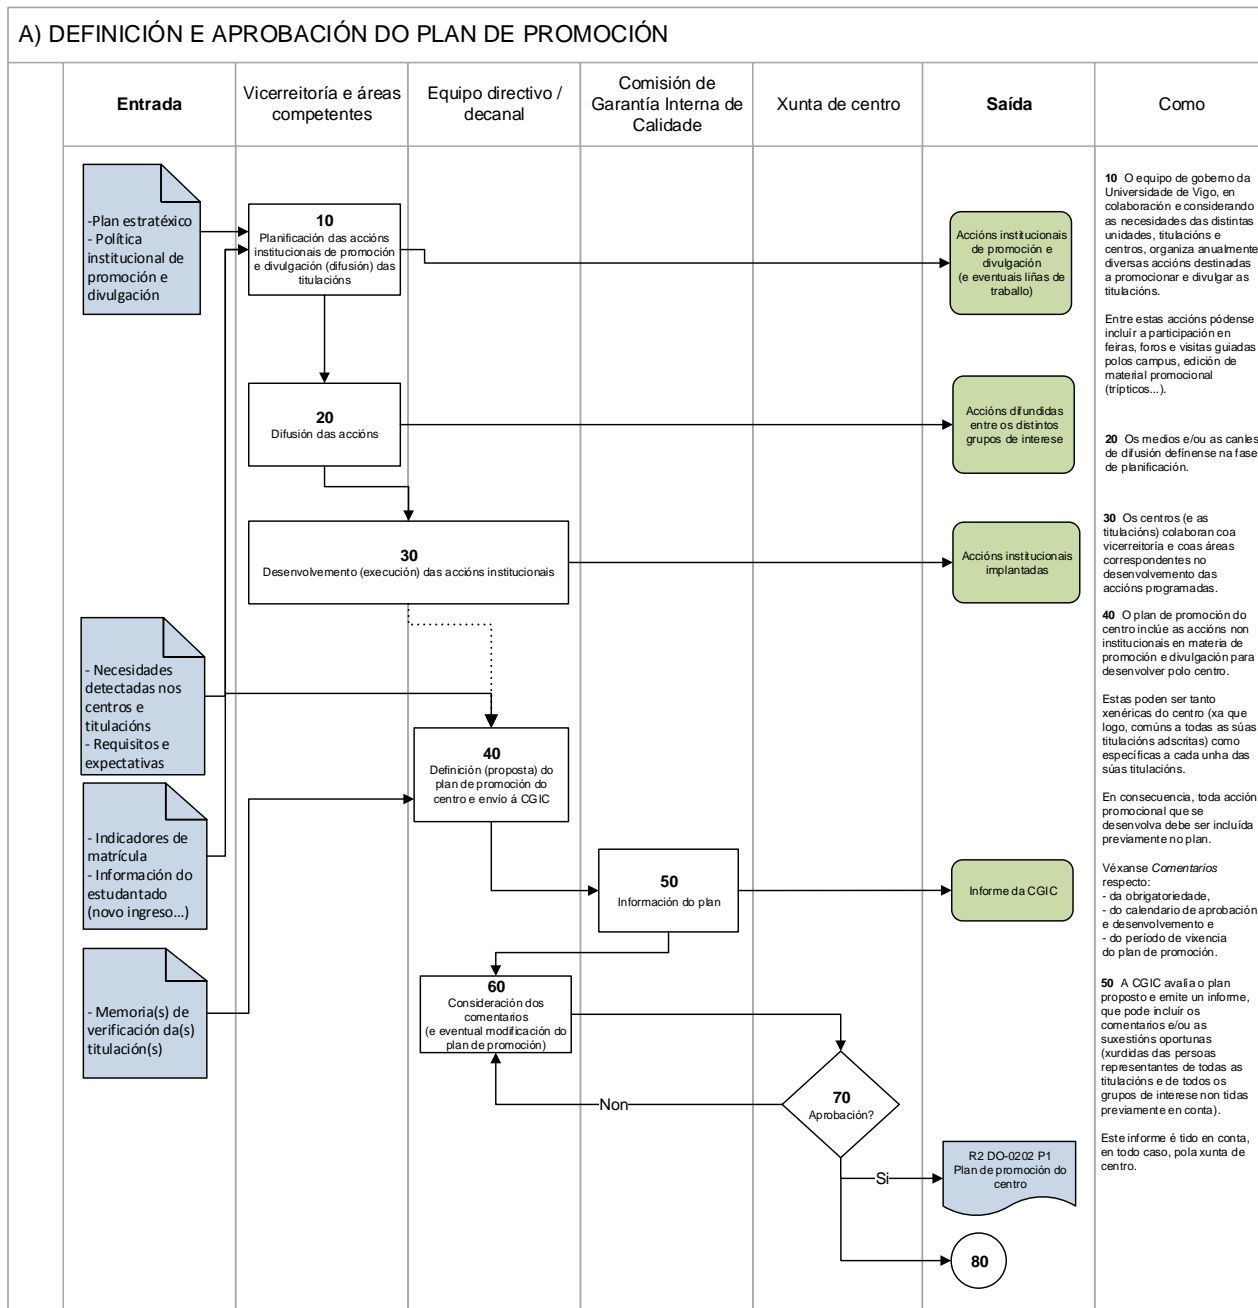 A) DEFINICIÓN E APROBACIÓN DO PLAN DE PROMOCIÓN
Entrada
Vicerreitoría e áreas
competentes
Equipo directivo /
decanal
Comisión de
Garantía Interna de
Calidade
Xunta de centro
Saída
Como
-Plan estratéxico
- Política
institucional de
promoción e
divulgación
10
Planificación das accións
institucionais de promoción
e divulgación (difusión) das
titulacións
Accións institucionais
de promoción e
divulgación
(e eventuais liñas de
traballo)
20
Difusión das accións
Accións difundidas
entre os distintos
grupos de interese
30
Desenvolvemento (execución) das accións institucionais
Accións institucionais
implantadas
- Necesidades
detectadas nos
centros e
titulacións
- Requisitos e
expectativas
40
Definición (proposta) do
plan de promoción do
centro e envío á CGIC
- Indicadores de
matrícula
- Información do
estudantado
(novo ingreso...)
50
Información do plan
Informe da CGIC
- Memoria(s) de
verificación da(s)
titulación(s)
60
Consideración dos
comentarios
(e eventual modificación do
plan de promoción)
70
Aprobación?
Non
Si
R2 DO-0202 P1
Plan de promoción do
centro
80
10 O equipo de goberno da
Universidade de Vigo, en
colaboración e considerando
as necesidades das distintas
unidades, titulacións e
centros, organiza anualmente
diversas accións destinadas
a promocionar e divulgar as
titulacións.
Entre estas accións pódense
incluír a participación en
feiras, foros e visitas guiadas
polos campus, edición de
material promocional
(trípticos...).
20 Os medios e/ou as canles
de difusión defínense na fase
de planificación.
30 Os centros (e as
titulacións) colaboran coa
vicerreitoría e coas áreas
correspondentes no
desenvolvemento das
accións programadas.
40 O plan de promoción do
centro inclúe as accións non
institucionais en materia de
promoción e divulgación para
desenvolver polo centro.
Estas poden ser tanto
xenéricas do centro (xa que
logo, comúns a todas as súas
titulacións adscritas) como
específicas a cada unha das
súas titulacións.
En consecuencia, toda acción
promocional que se
desenvolva debe ser incluída
previamente no plan.
Véxanse Comentarios
respecto:
- da obrigatoriedade,
- do calendario de aprobación
e desenvolvemento e
- do período de vixencia
do plan de promoción.
50 A CGIC avalía o plan
proposto e emite un informe,
que pode incluír os
comentarios e/ou as
suxestións oportunas
(xurdidas das persoas
representantes de todas as
titulacións e de todos os
grupos de interese non tidas
previamente en conta).
Este informe é tido en conta,
en todo caso, pola xunta de
centro.